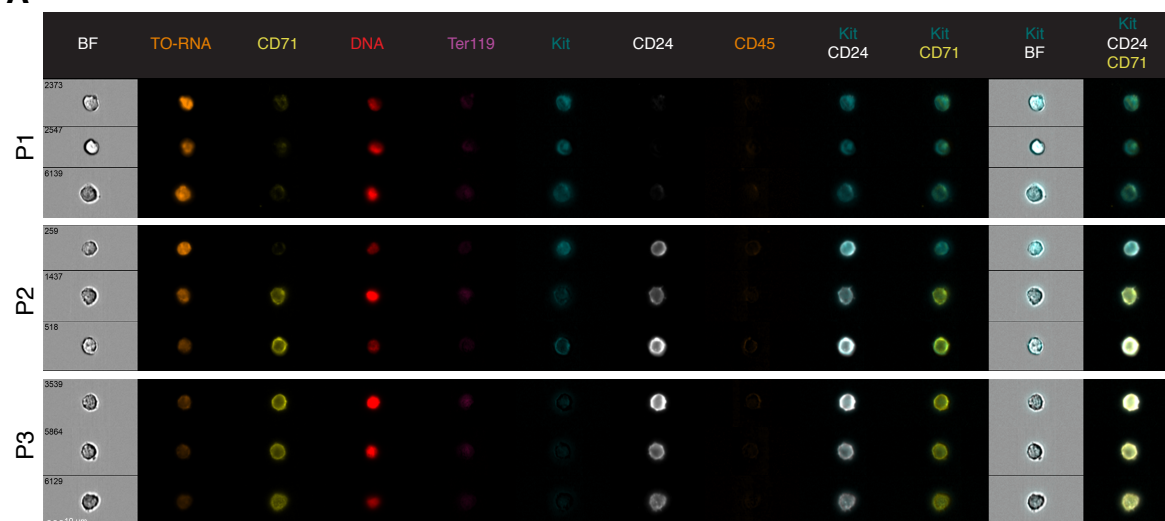 BF TO-RNA CD71 DNA Ter119 Kit CD24 CD45 Kit CD24 Kit CD71 Kit BF Kit CD24 CD71
P1
2373
2547
6139
P2
259
1437
518
P3
3539
5864
6129